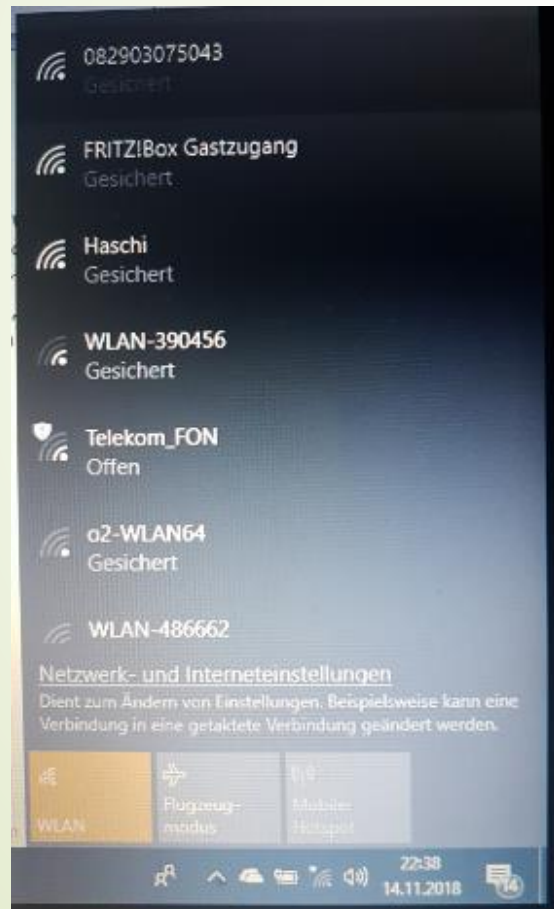 082903075043
Gesichert
FRITZ!Box Gastzugang
Gesichert
Haschi
Gesichert
WLAN-390456
Gesichert
Telekom_FON
Offen
o2-WLAN64
Gesichert
WLAN-486662
Netzwerk- und Interneteinstellungen
Dient zum Ändern von Einstellungen. Beispielsweise kann eine
Verbindung in eine getaktete Verbindung geändert werden.
WLAN
Flugzeug-
modus
Mobiler
Hotspot
22:38
14.11.2018
14